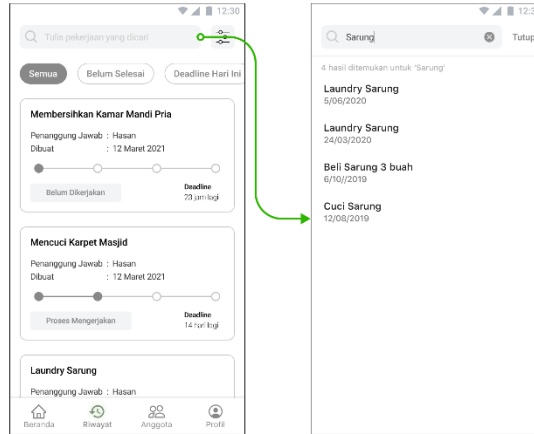 12:30
Tulis pekerjaan yang dicari
Semua
Belum Selesai
Deadline Hari Ini
Membersihkan Kamar Mandi Pria
Penanggung Jawab : Hasan
Dibuat : 12 Maret 2021
Belum Dikerjakan
Deadline
23 jam lagi
Mencuci Karpet Masjid
Penanggung Jawab : Hasan
Dibuat : 12 Maret 2021
Proses Mengerjakan
Deadline
14 hari lagi
Laundry Sarung
Penanggung Jawab : Hasan
Beranda
Riwayat
Anggota
Profil
12:3
Sarung
Tutup
4 hasil ditemukan untuk 'Sarung'
Laundry Sarung
5/06/2020
Laundry Sarung
24/03/2020
Beli Sarung 3 buah
6/10//2019
Cuci Sarung
12/08/2019